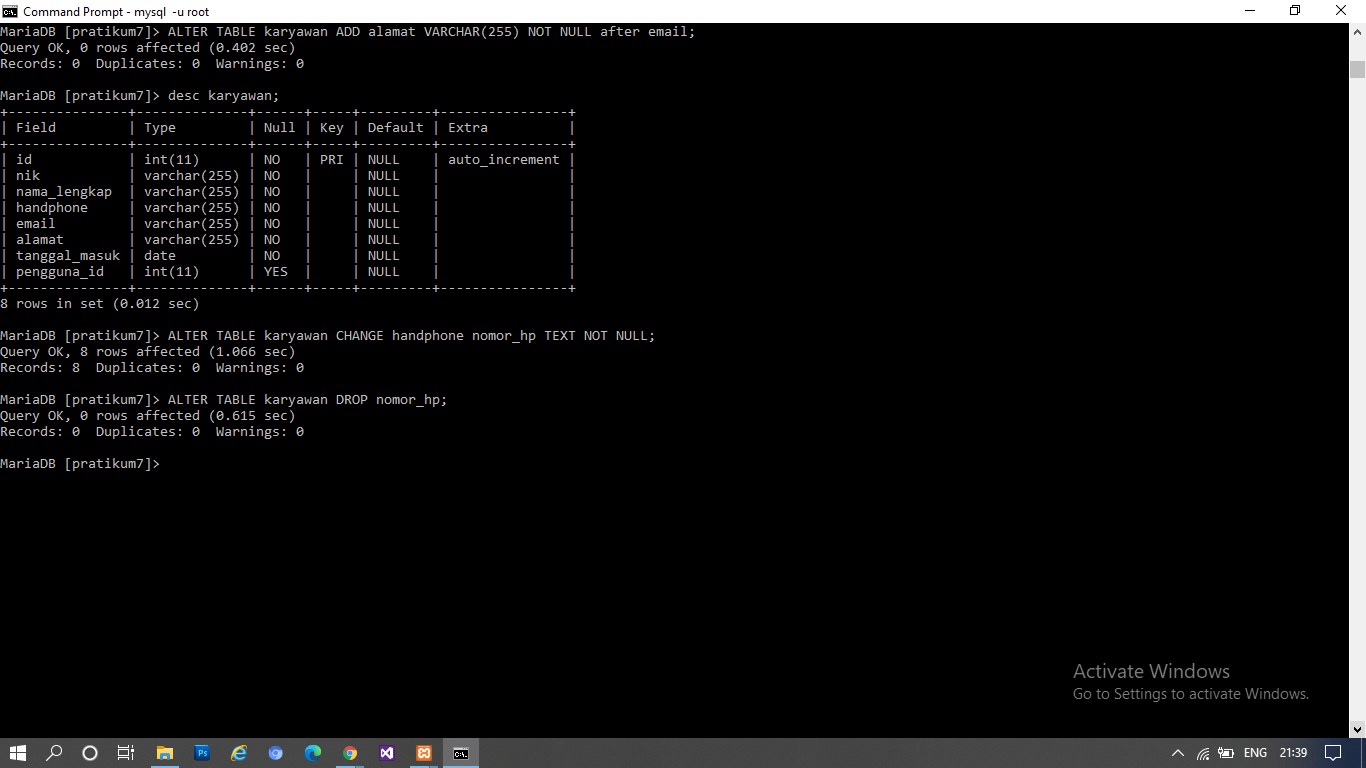 Command Prompt - mysql  -u root
MariaDB [pratikum7]> ALTER TABLE karyawan ADD alamat VARCHAR(255) NOT NULL after email;
Query OK, 0 rows affected (0.402 sec)
Records: 0  Duplicates: 0  Warnings: 0

MariaDB [pratikum7]> desc karyawan;
+---------------+--------------+------+-----+---------+----------------+
| Field         | Type         | Null | Key | Default | Extra          |
+---------------+--------------+------+-----+---------+----------------+
| id            | int(11)      | NO   | PRI | NULL    | auto_increment |
| nik           | varchar(255) | NO   |     | NULL    |                |
| nama_lengkap  | varchar(255) | NO   |     | NULL    |                |
| handphone     | varchar(255) | NO   |     | NULL    |                |
| email         | varchar(255) | NO   |     | NULL    |                |
| alamat        | varchar(255) | NO   |     | NULL    |                |
| tanggal_masuk | date         | NO   |     | NULL    |                |
| pengguna_id   | int(11)      | YES  |     | NULL    |                |
+---------------+--------------+------+-----+---------+----------------+
8 rows in set (0.012 sec)

MariaDB [pratikum7]> ALTER TABLE karyawan CHANGE handphone nomor_hp TEXT NOT NULL;
Query OK, 8 rows affected (1.066 sec)
Records: 8  Duplicates: 0  Warnings: 0

MariaDB [pratikum7]> ALTER TABLE karyawan DROP nomor_hp;
Query OK, 0 rows affected (0.615 sec)
Records: 0  Duplicates: 0  Warnings: 0

MariaDB [pratikum7]>
Activate Windows
Go to Settings to activate Windows.
Ps
ENG
21:39